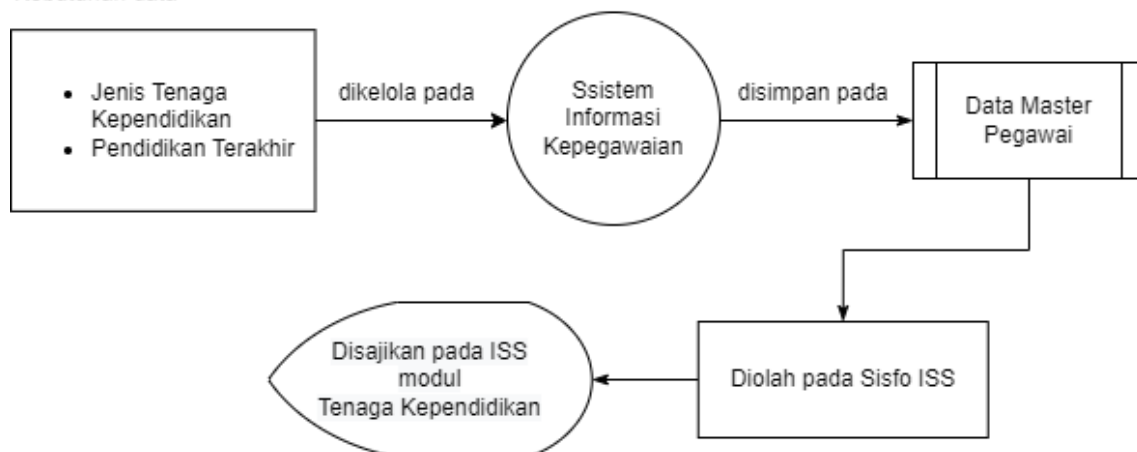 • Jenis Tenaga
Kependidikan
• Pendidikan Terakhir
dikelola pada
Ssistem
Informasi
Kepegawaian
disimpan pada
Data Master
Pegawai
Diolah pada Sisfo ISS
Disajikan pada ISS
modul
Tenaga Kependidikan